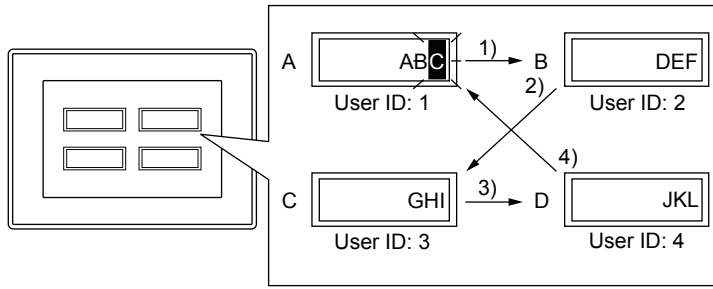 A ABC 1) B DEF
User ID: 1 2) User ID: 2
4)
C GHI 3) D JKL
User ID: 3 User ID: 4